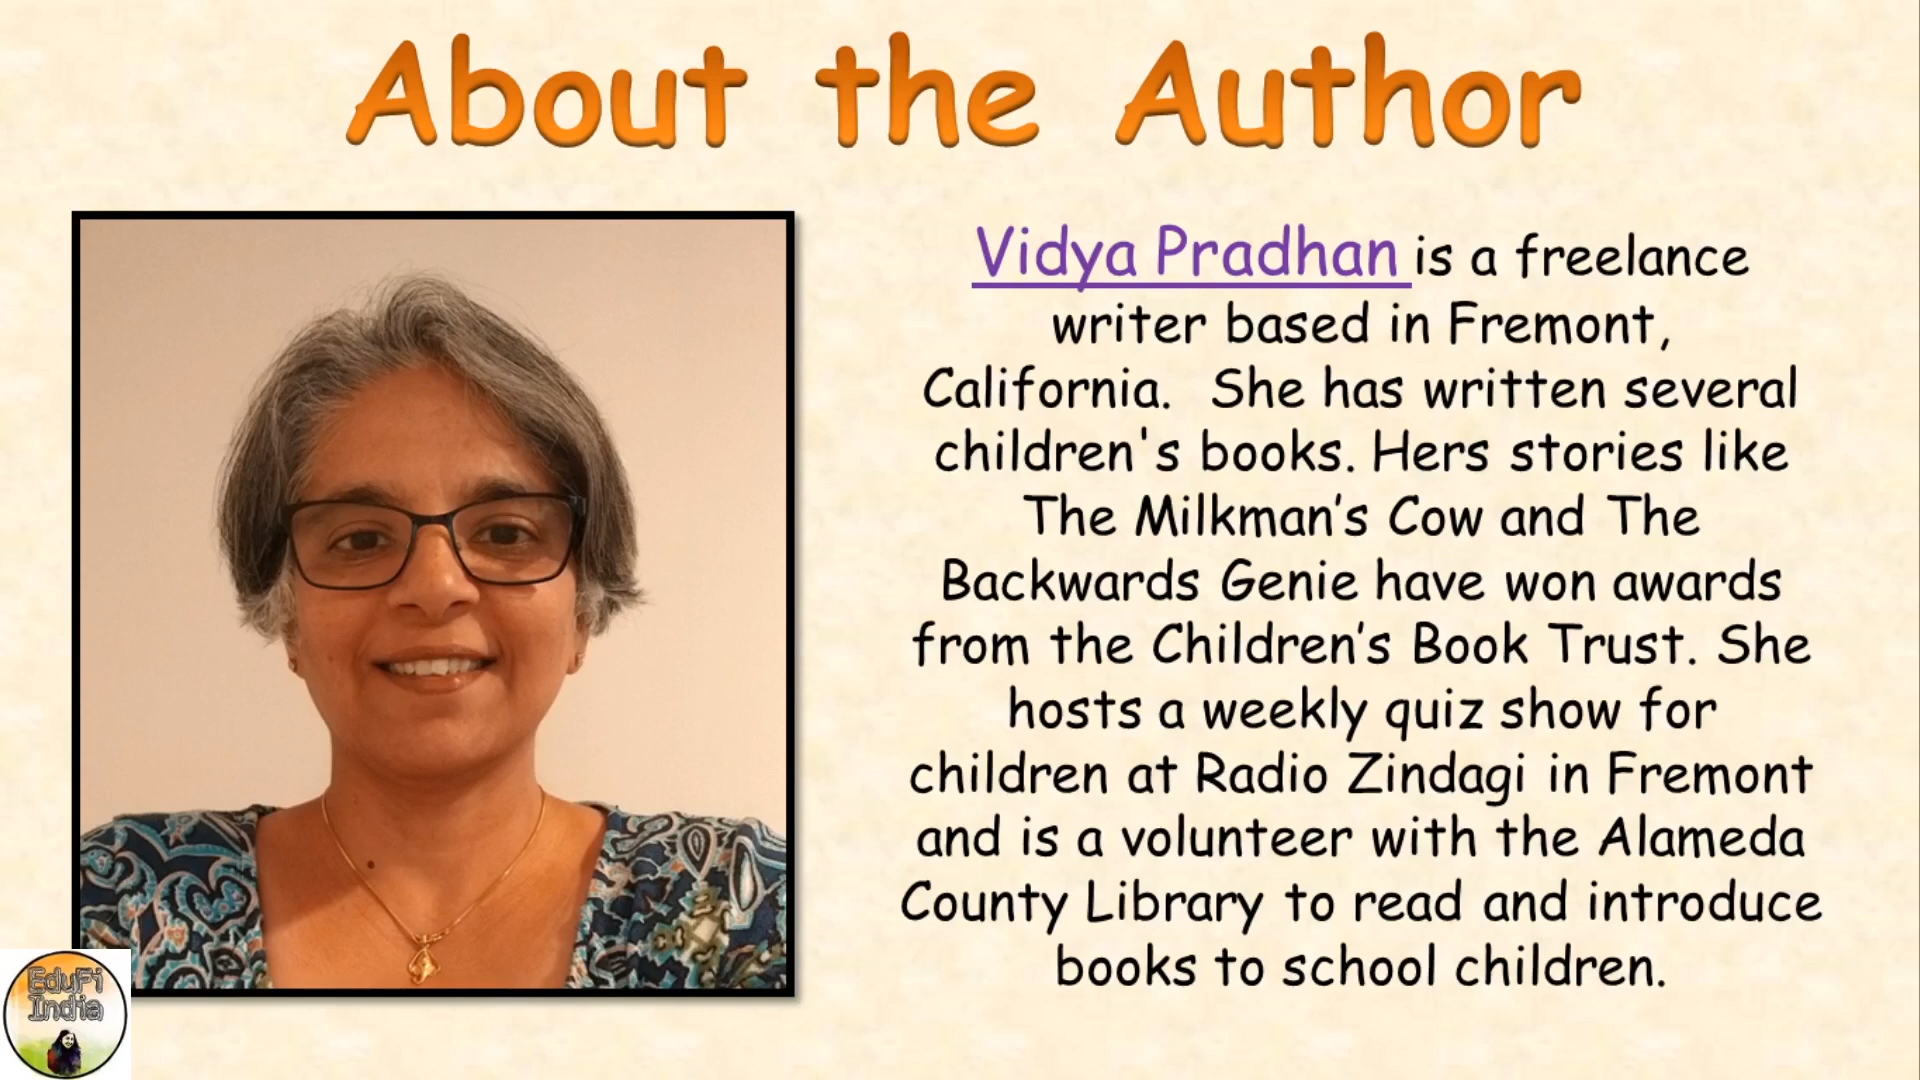 About the Author
Vidya Pradhan is a freelance
writer based in Fremont,
California. She has written several
children's books. Hers stories like
The Milkman’s Cow and The
Backwards Genie have won awards
from the Children’s Book Trust. She
hosts a weekly quiz show for
children at Radio Zindagi in Fremont
and is a volunteer with the Alameda
County Library to read and introduce
books to school children.
EduFi
India